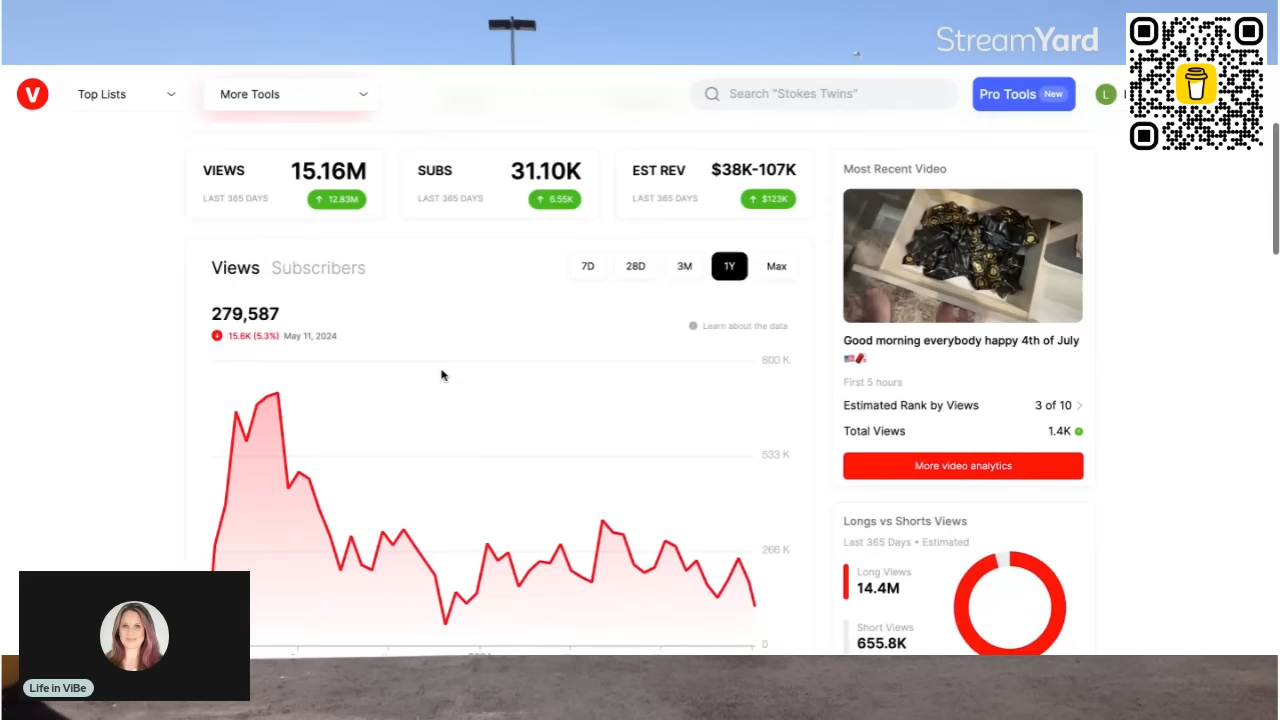 StreamYard
V
Top Lists
More Tools
Search "Stokes Twins"
Pro Tools New
L
VIEWS 15.16M
LAST 365 DAYS 12.83M
SUBS 31.10K
LAST 365 DAYS 6.55K
EST REV $38K-107K
LAST 365 DAYS $123K
Views Subscribers
7D 28D 3M 1Y Max
279,587
15.6K (5.3%) May 11, 2024
Learn about the data
800 K
533 K
266 K
0
Most Recent Video
Good morning everybody happy 4th of July
🇺🇸🧨
First 5 hours
Estimated Rank by Views 3 of 10
Total Views 1.4K
More video analytics
Longs vs Shorts Views
Last 365 Days • Estimated
Long Views
14.4M
Short Views
655.8K
Life in ViBe